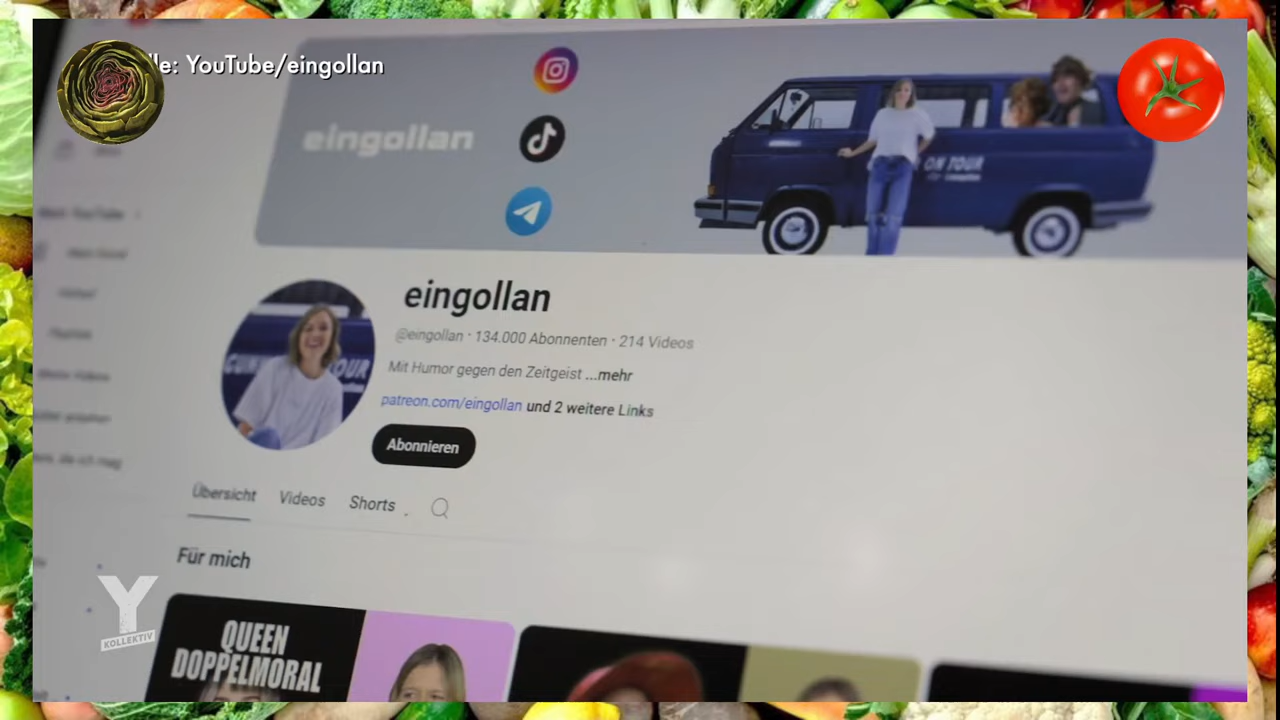 lle: YouTube/eingollan
eingollan
ON TOUR
eingollan
@eingollan · 134.000 Abonnenten · 214 Videos
Mit Humor gegen den Zeitgeist ...mehr
patreon.com/eingollan und 2 weitere Links
Abonnieren
Übersicht Videos Shorts
Für mich
QUEEN
DOPPELMORAL
Y
KOLLEKTIV